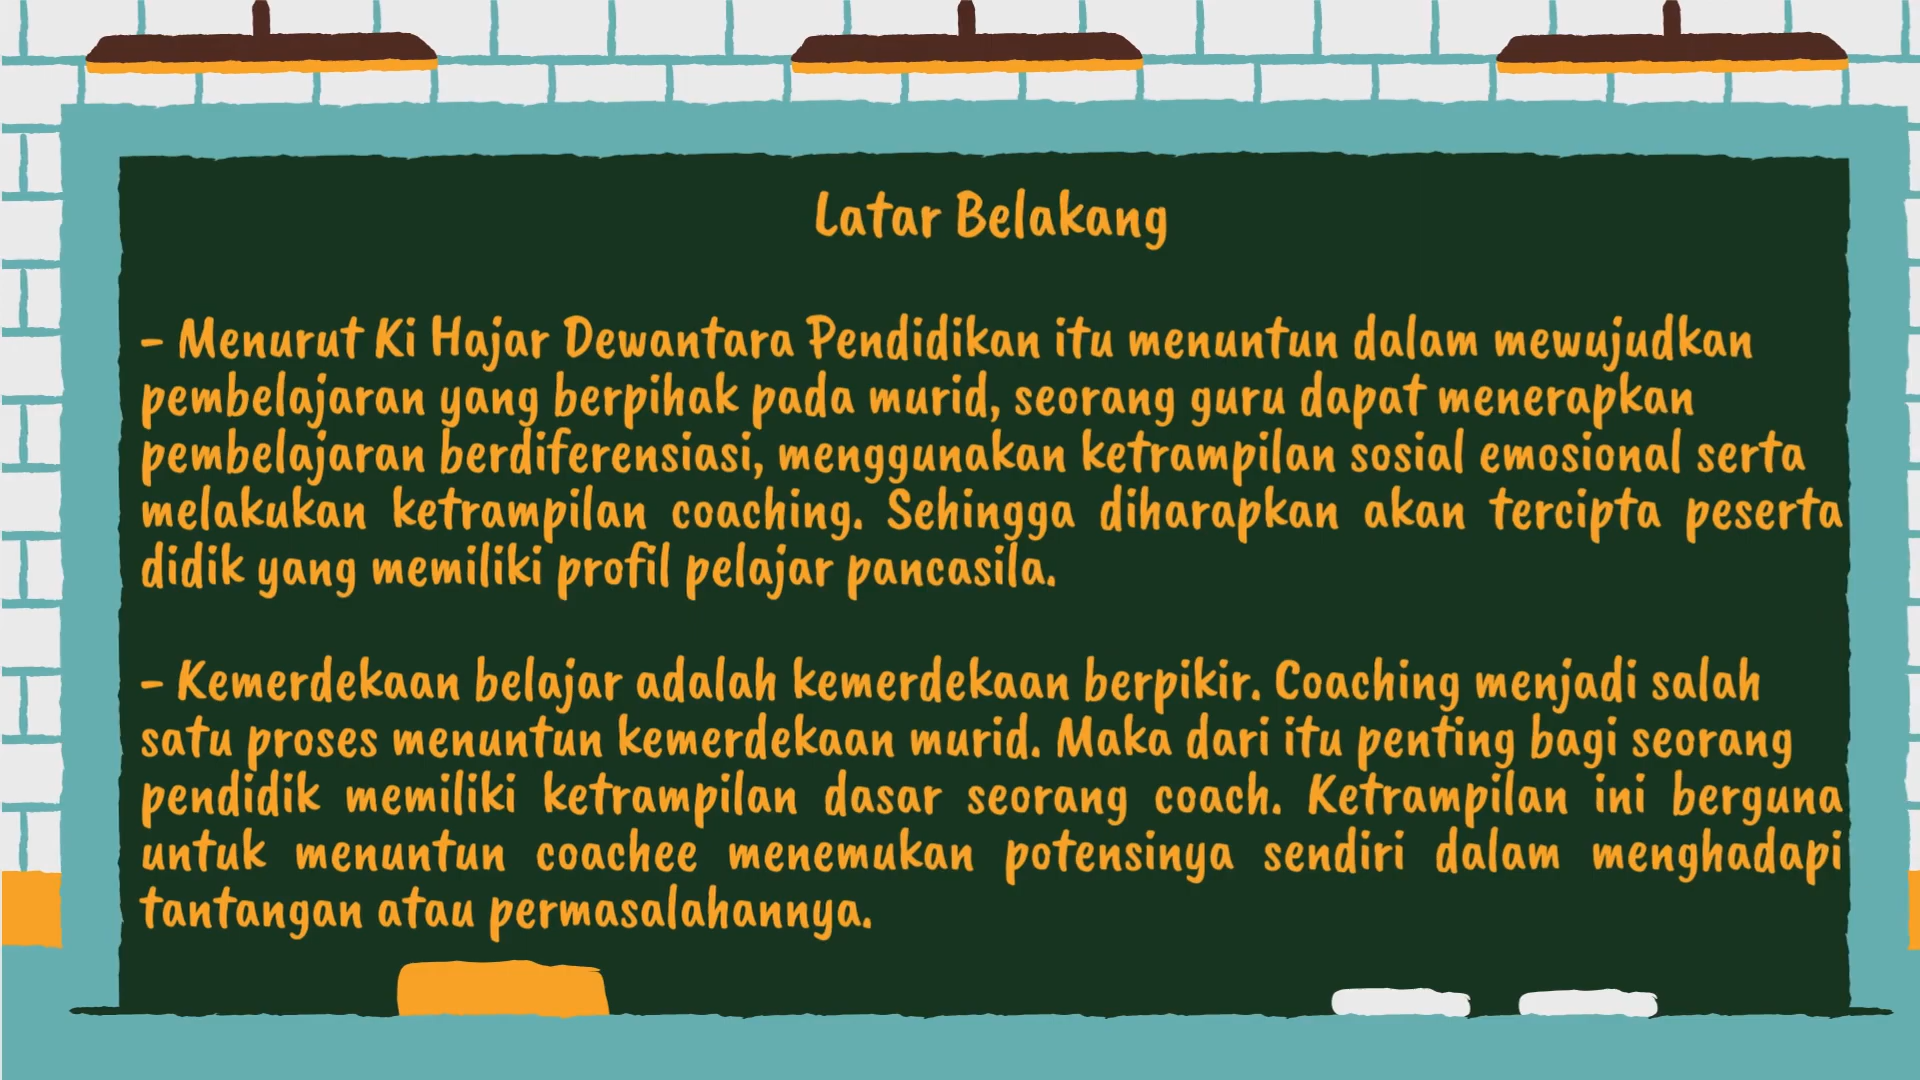 Latar Belakang
- Menurut Ki Hajar Dewantara Pendidikan itu menuntun dalam mewujudkan
pembelajaran yang berpihak pada murid, seorang guru dapat menerapkan
pembelajaran berdiferensiasi, menggunakan ketrampilan sosial emosional serta
melakukan ketrampilan coaching. Sehingga diharapkan akan tercipta peserta
didik yang memiliki profil pelajar pancasila.
- Kemerdekaan belajar adalah kemerdekaan berpikir. Coaching menjadi salah
satu proses menuntun kemerdekaan murid. Maka dari itu penting bagi seorang
pendidik memiliki ketrampilan dasar seorang coach. Ketrampilan ini berguna
untuk menuntun coachee menemukan potensinya sendiri dalam menghadapi
tantangan atau permasalahannya.